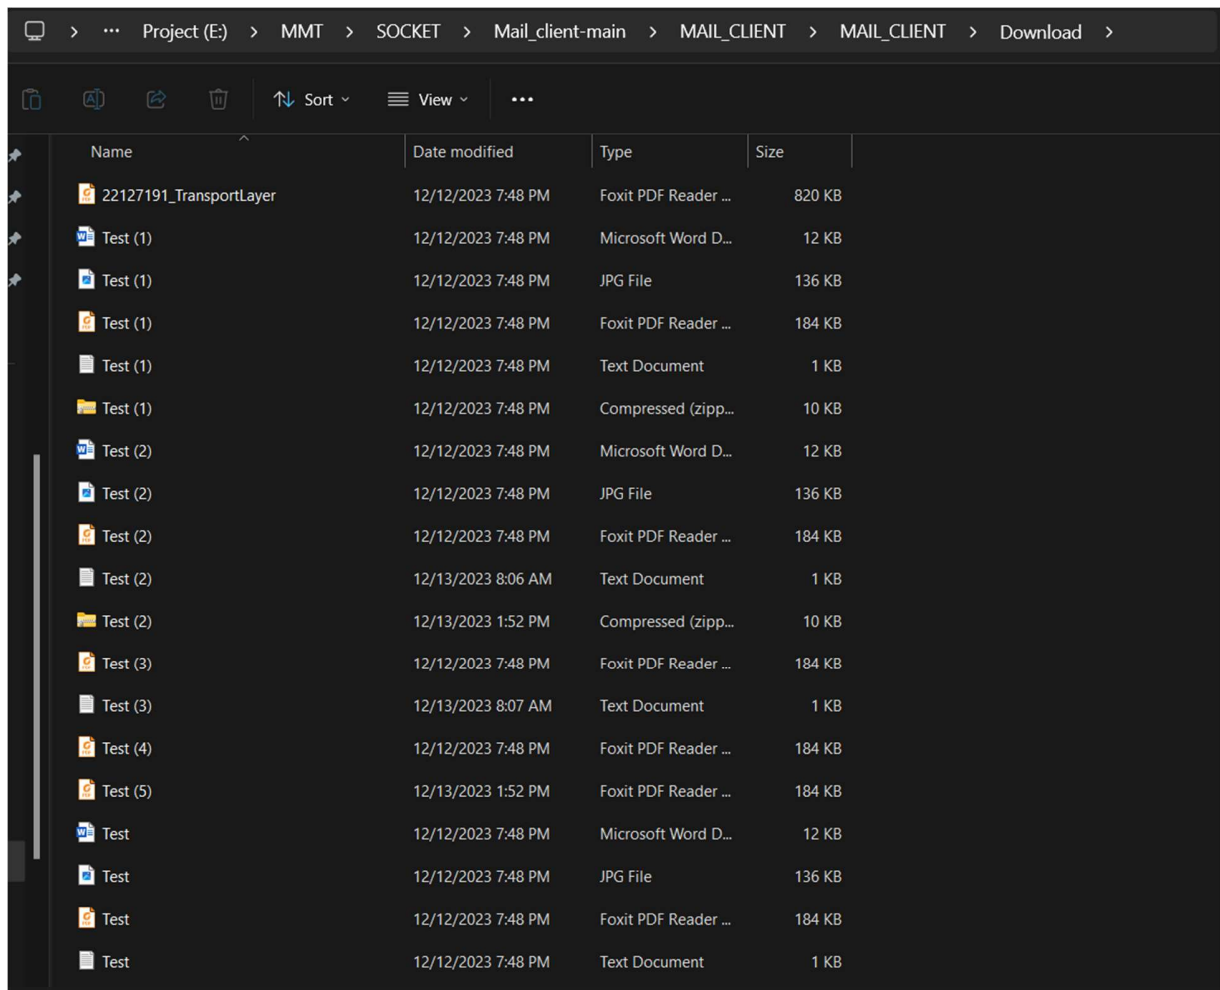 > ... Project (E:) > MMT > SOCKET > Mail_client-main > MAIL_CLIENT > MAIL_CLIENT > Download >
Sort View ...
Name Date modified Type Size
22127191_TransportLayer 12/12/2023 7:48 PM Foxit PDF Reader ... 820 KB
Test (1) 12/12/2023 7:48 PM Microsoft Word D... 12 KB
Test (1) 12/12/2023 7:48 PM JPG File 136 KB
Test (1) 12/12/2023 7:48 PM Foxit PDF Reader ... 184 KB
Test (1) 12/12/2023 7:48 PM Text Document 1 KB
Test (1) 12/12/2023 7:48 PM Compressed (zipp... 10 KB
Test (2) 12/12/2023 7:48 PM Microsoft Word D... 12 KB
Test (2) 12/12/2023 7:48 PM JPG File 136 KB
Test (2) 12/12/2023 7:48 PM Foxit PDF Reader ... 184 KB
Test (2) 12/13/2023 8:06 AM Text Document 1 KB
Test (2) 12/13/2023 1:52 PM Compressed (zipp... 10 KB
Test (3) 12/12/2023 7:48 PM Foxit PDF Reader ... 184 KB
Test (3) 12/13/2023 8:07 AM Text Document 1 KB
Test (4) 12/12/2023 7:48 PM Foxit PDF Reader ... 184 KB
Test (5) 12/13/2023 1:52 PM Foxit PDF Reader ... 184 KB
Test 12/12/2023 7:48 PM Microsoft Word D... 12 KB
Test 12/12/2023 7:48 PM JPG File 136 KB
Test 12/12/2023 7:48 PM Foxit PDF Reader ... 184 KB
Test 12/12/2023 7:48 PM Text Document 1 KB